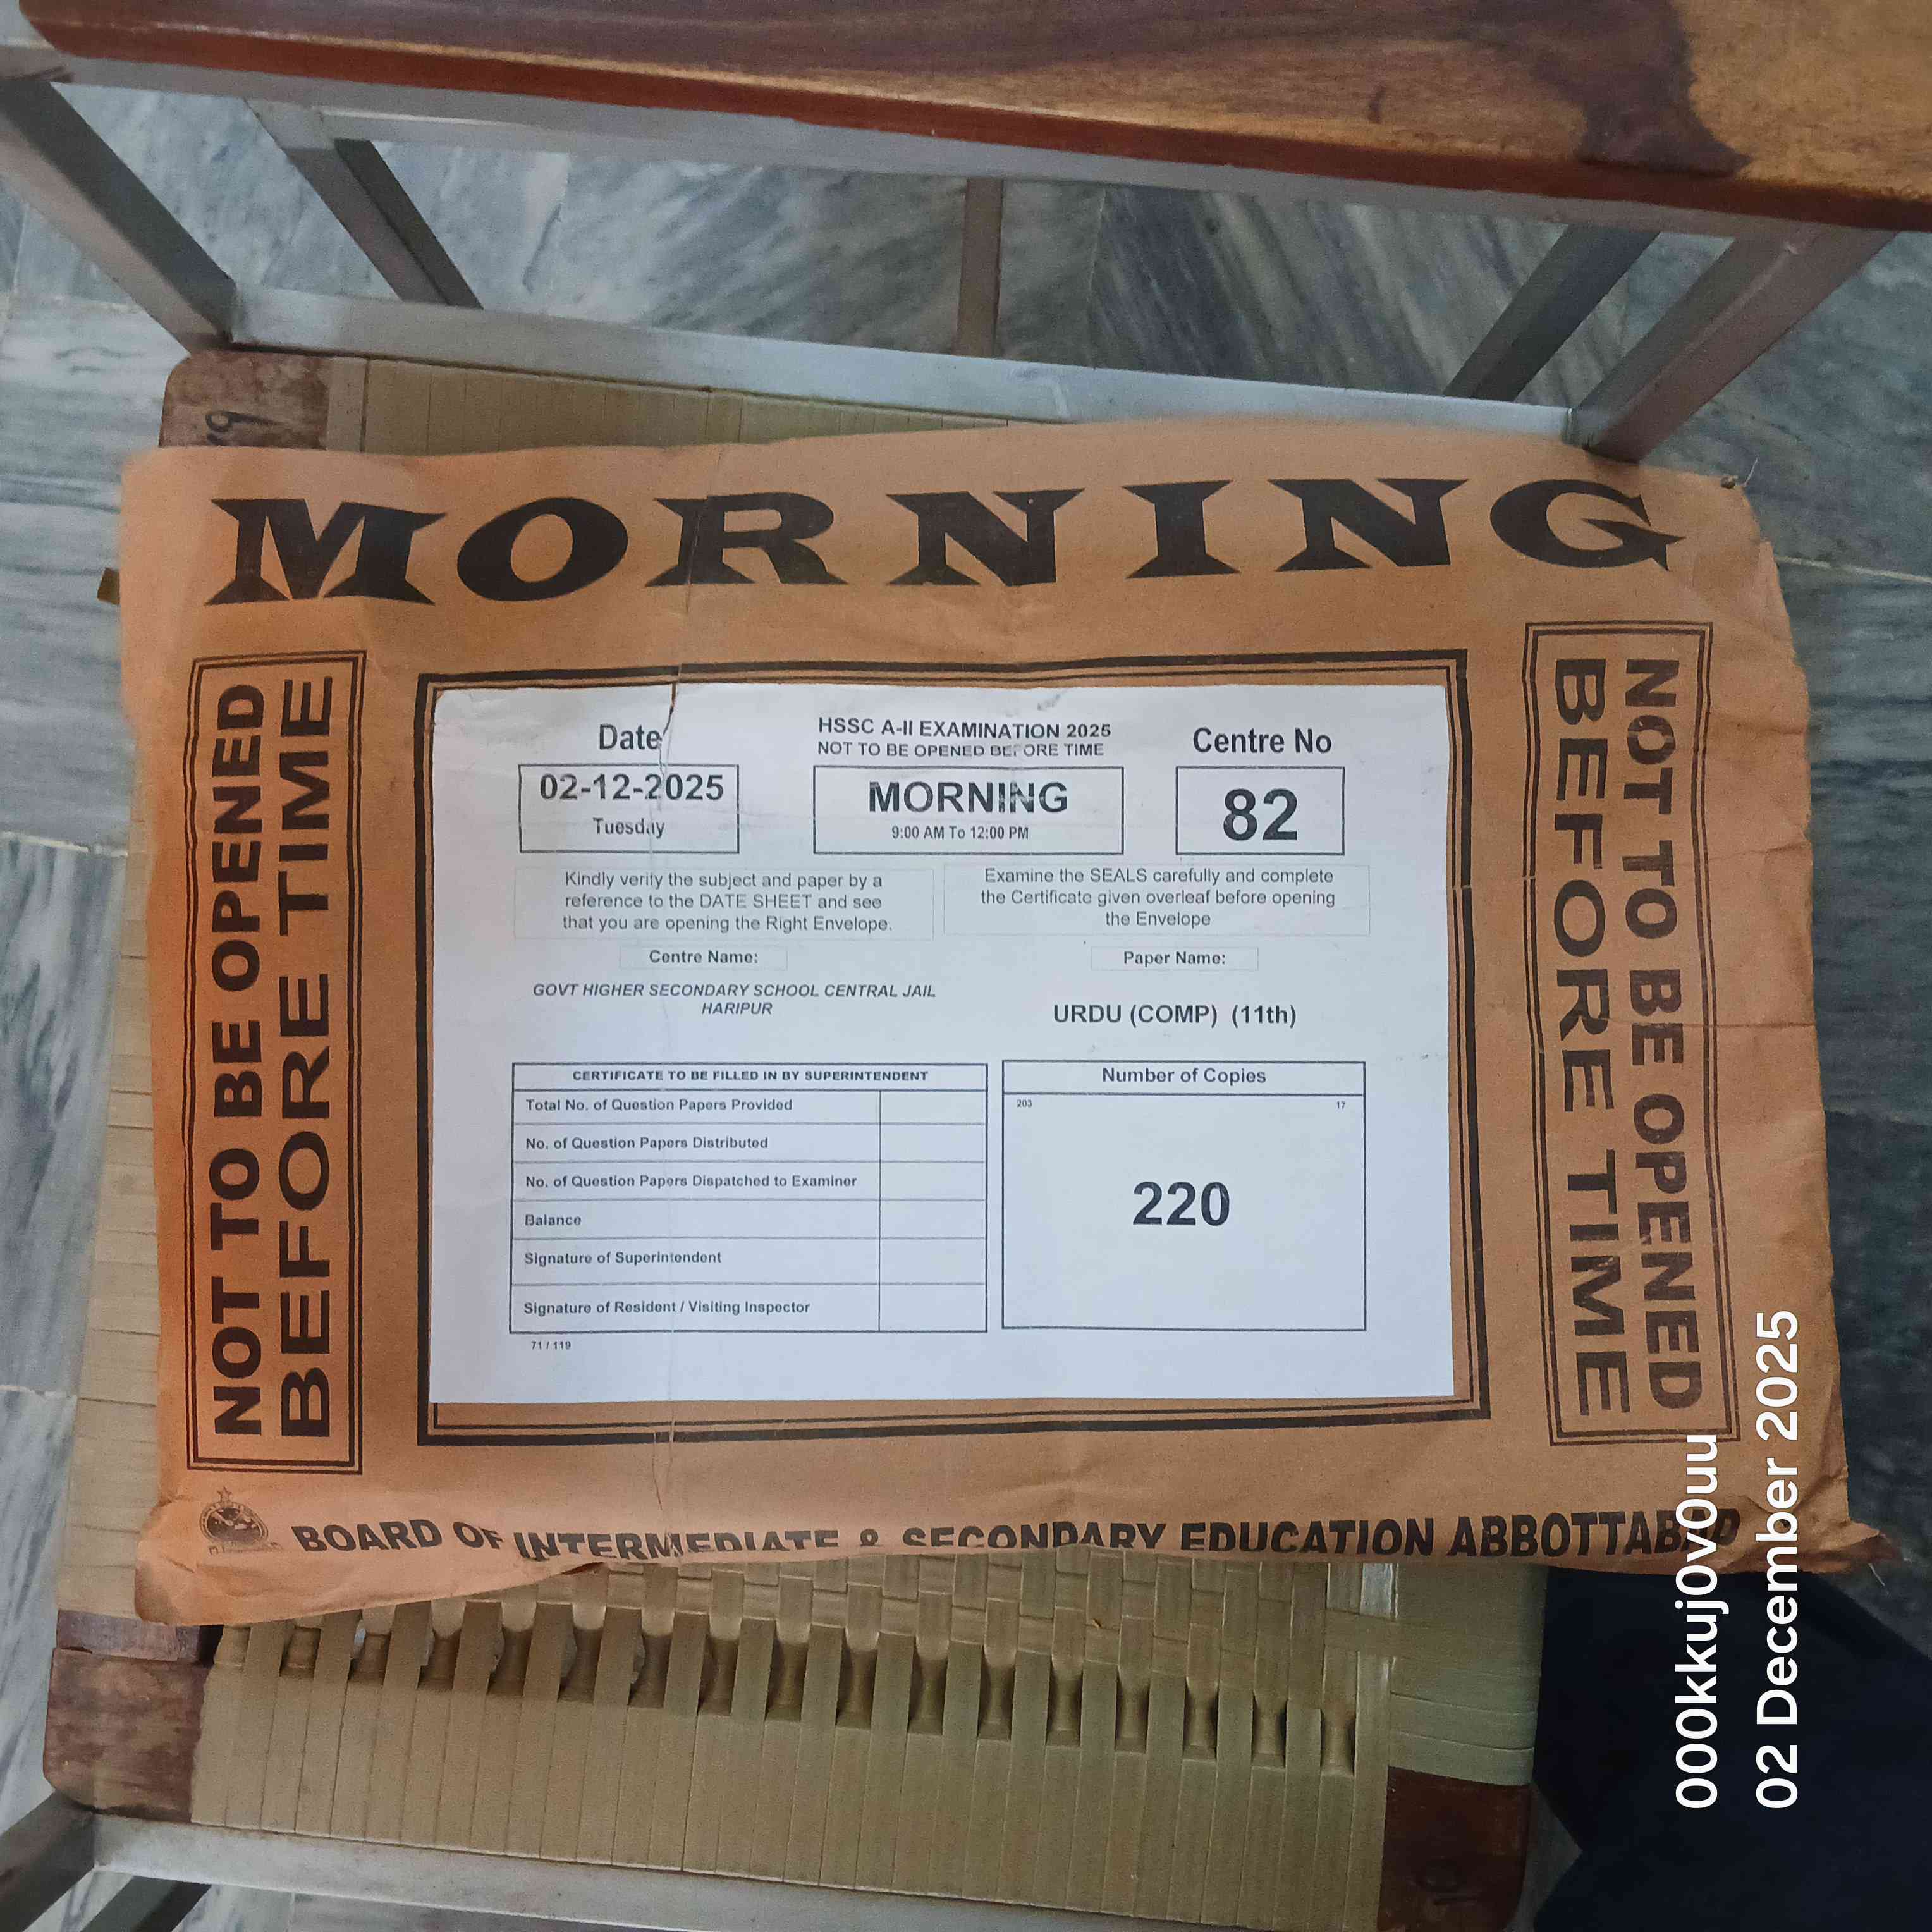 MORNING
NOT TO BE OPENED
BEFORE TIME
Date
02-12-2025
Tuesday
HSSC A-II EXAMINATION 2025
NOT TO BE OPENED BEFORE TIME
MORNING
9:00 AM To 12:00 PM
Centre No
82
Kindly verify the subject and paper by a
reference to the DATE SHEET and see
that you are opening the Right Envelope.
Examine the SEALS carefully and complete
the Certificate given overleaf before opening
the Envelope
Centre Name:
GOVT HIGHER SECONDARY SCHOOL CENTRAL JAIL
HARIPUR
Paper Name:
URDU (COMP) (11th)
CERTIFICATE TO BE FILLED IN BY SUPERINTENDENT
Total No. of Question Papers Provided
No. of Question Papers Distributed
No. of Question Papers Dispatched to Examiner
Balance
Signature of Superintendent
Signature of Resident / Visiting Inspector
71 / 119
Number of Copies
203 17
220
NOT TO BE OPENED
BEFORE TIME
BOARD OF INTERMEDIATE & SECONDARY EDUCATION ABBOTTABAD
000kkujovouu
02 December 2025